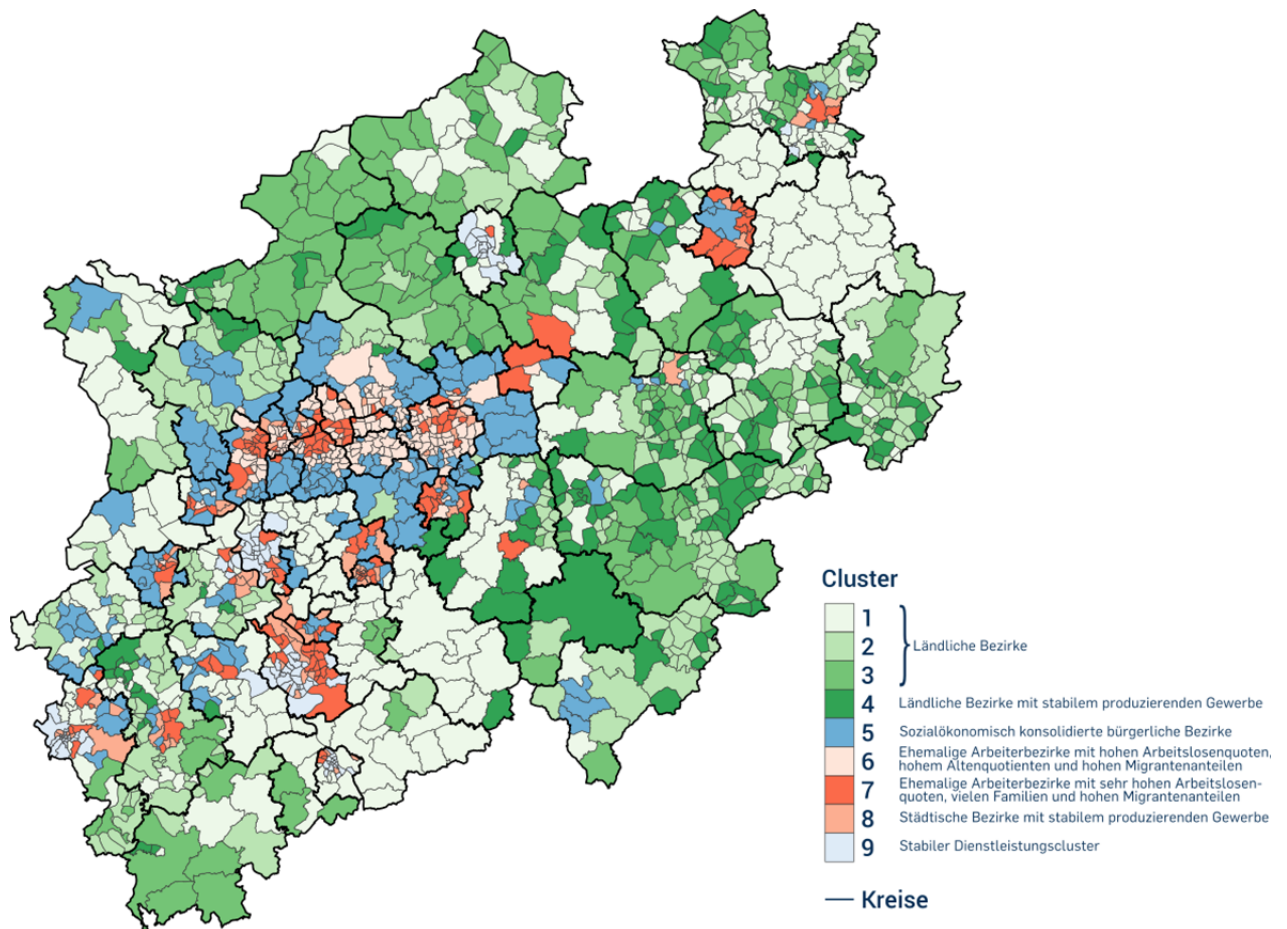 Cluster
1
2
Ländliche Bezirke
3
4 Ländliche Bezirke mit stabilem produzierenden Gewerbe
5 Sozialökonomisch konsolidierte bürgerliche Bezirke
6 Ehemalige Arbeiterbezirke mit hohen Arbeitslosenquoten,
hohem Altenquotienten und hohen Migrantenanteilen
7 Ehemalige Arbeiterbezirke mit sehr hohen Arbeitslosen-
quoten, vielen Familien und hohen Migrantenanteilen
8 Städtische Bezirke mit stabilem produzierenden Gewerbe
9 Stabiler Dienstleistungscluster
Kreise